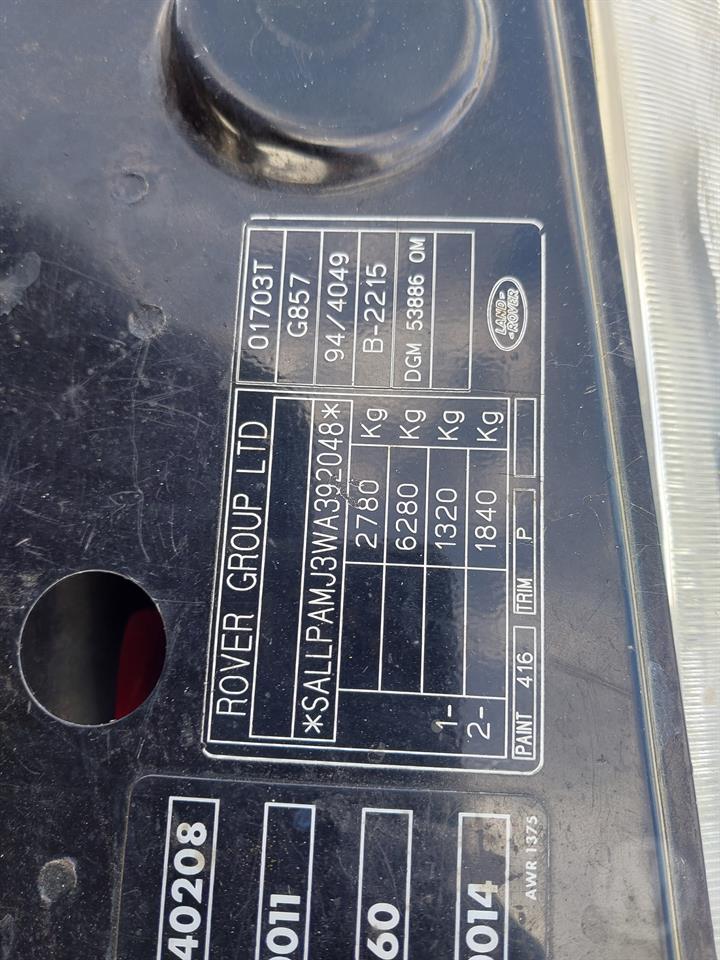 ROVER GROUP LTD
*SALLPAMJ3WA392048*
2780 Kg
6280 Kg
1- 1320 Kg
2- 1840 Kg
PAINT 416 TRIM P
01703T
G857
94/4049
B-2215
DGM 53886 OM
LAND-
-ROVER
40208
0011
60
0014
AWR 1375